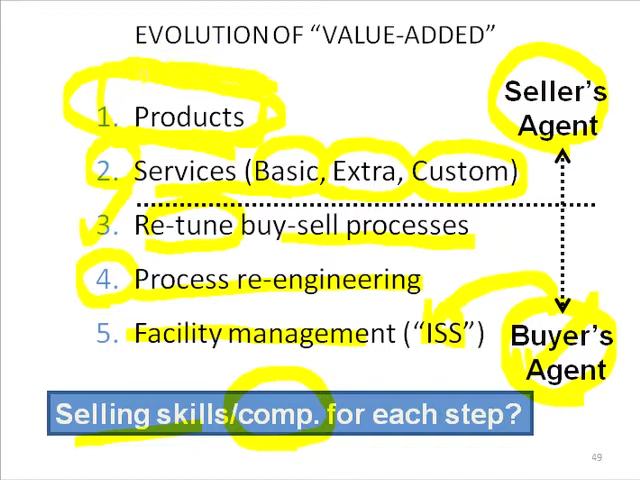 EVOLUTION OF “VALUE-ADDED”
1. Products
2. Services (Basic, Extra, Custom)
3. Re-tune buy-sell processes
4. Process re-engineering
5. Facility management (“ISS”)
Seller’s
Agent
Buyer’s
Agent
Selling skills/comp. for each step?
49